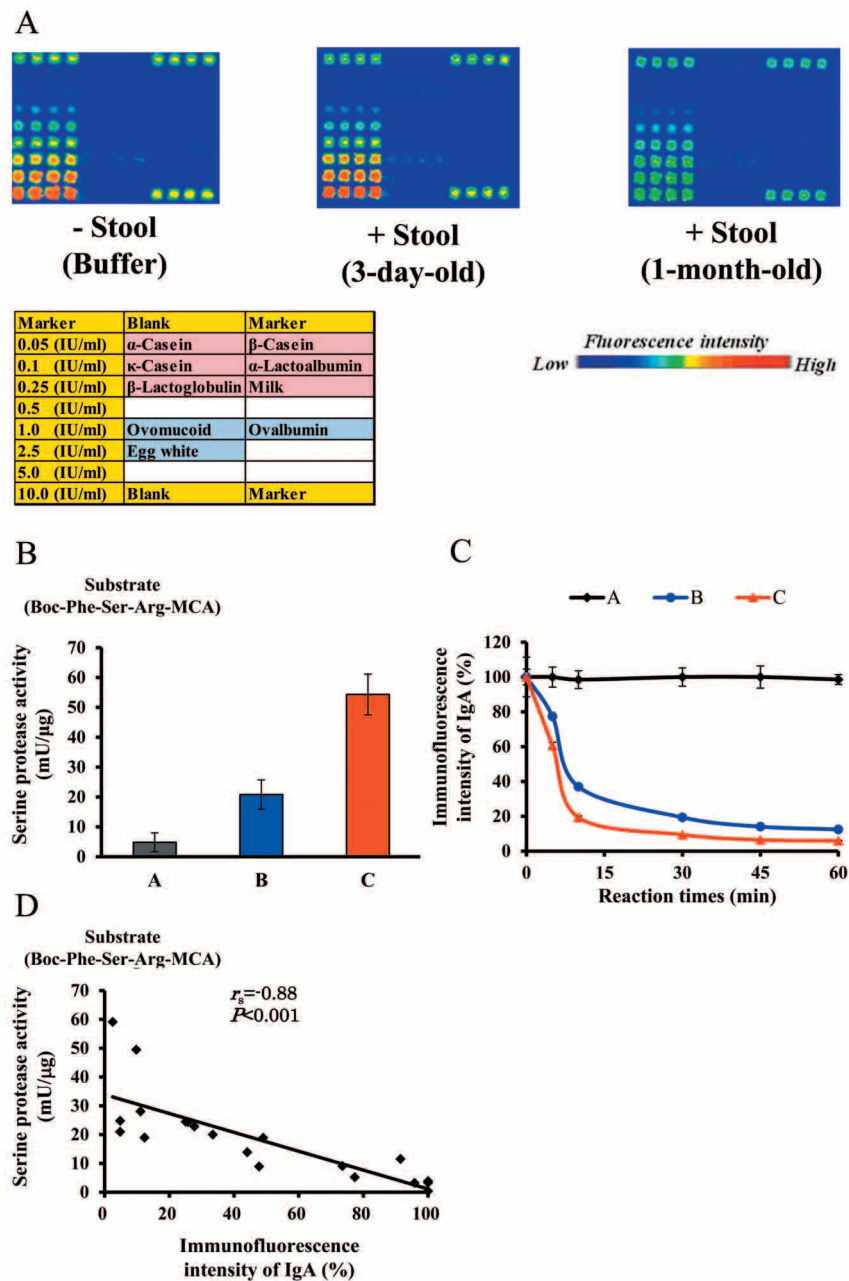 A
- Stool
(Buffer)
+ Stool
(3-day-old)
+ Stool
(1-month-old)
Marker Blank Marker
0.05 (IU/ml) α-Casein β-Casein
0.1 (IU/ml) κ-Casein α-Lactoalbumin
0.25 (IU/ml) β-Lactoglobulin Milk
0.5 (IU/ml)
1.0 (IU/ml) Ovomucoid Ovalbumin
2.5 (IU/ml) Egg white
5.0 (IU/ml)
10.0 (IU/ml) Blank Marker
Fluorescence intensity
Low High
B
Substrate
(Boc-Phe-Ser-Arg-MCA)
Serine protease activity
(mU/μg)
70
60
50
40
30
20
10
0
A B C
C
A B C
Immunofluorescence
intensity of IgA (%)
120
100
80
60
40
20
0
0 15 30 45 60
Reaction times (min)
D
Substrate
(Boc-Phe-Ser-Arg-MCA)
rs=-0.88
P<0.001
Serine protease activity
(mU/μg)
70
60
50
40
30
20
10
0
0 20 40 60 80 100
Immunofluorescence
intensity of IgA (%)